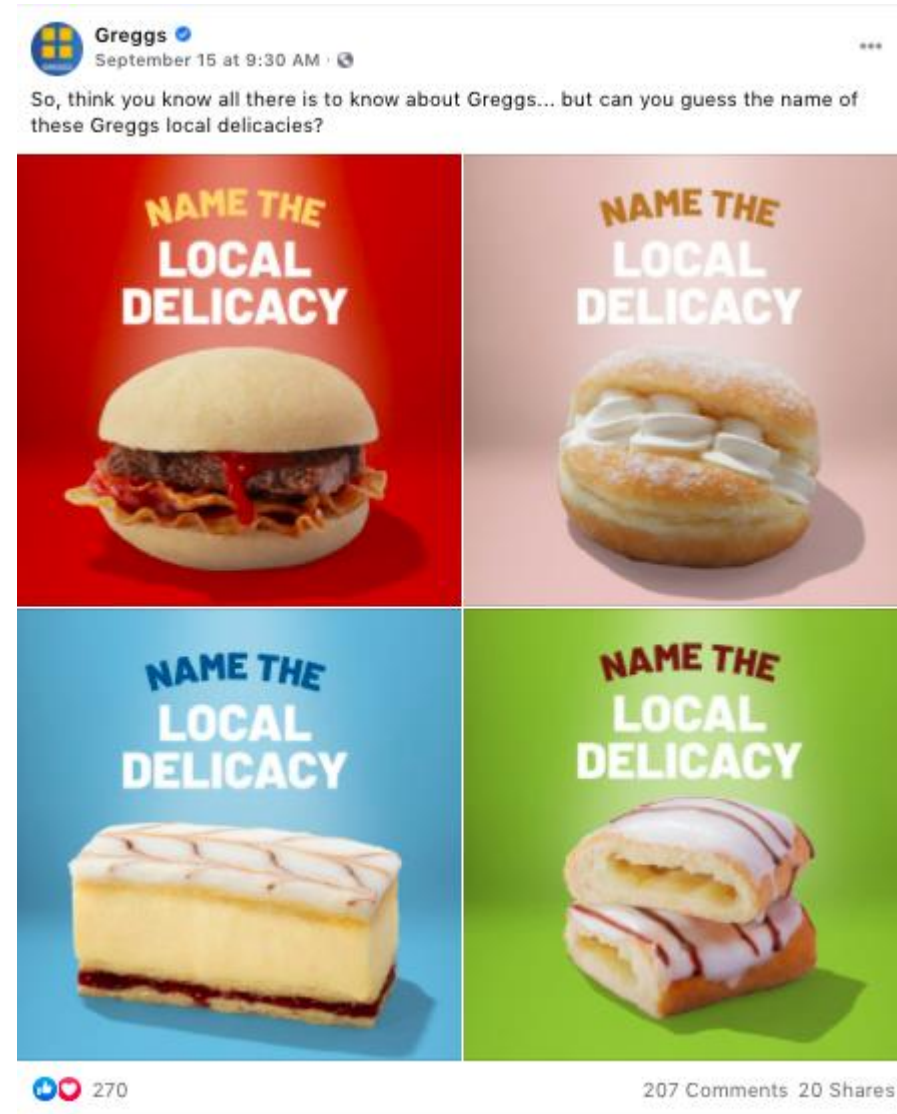 Greggs
September 15 at 9:30 AM ·
So, think you know all there is to know about Greggs... but can you guess the name of
these Greggs local delicacies?
NAME THE
LOCAL
DELICACY
NAME THE
LOCAL
DELICACY
NAME THE
LOCAL
DELICACY
NAME THE
LOCAL
DELICACY
270
207 Comments 20 Shares